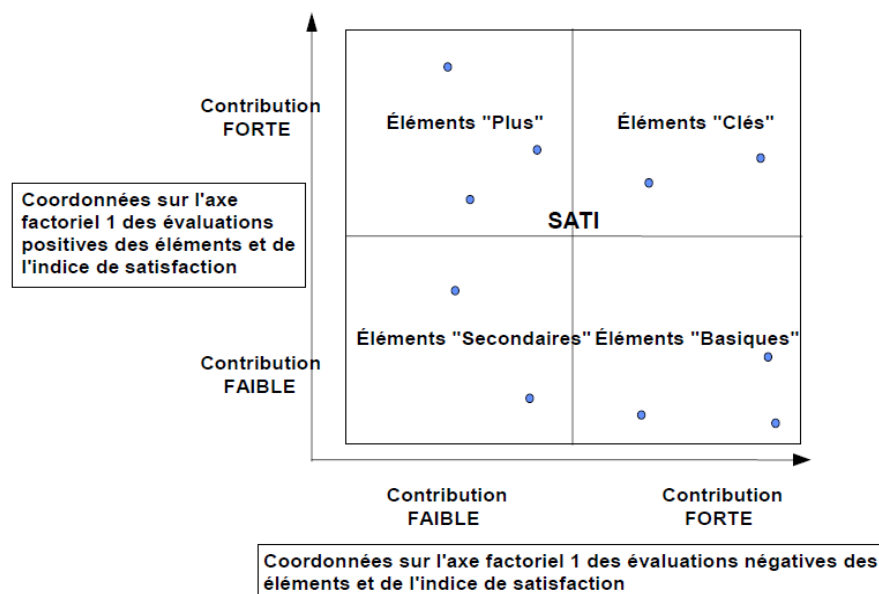 Contribution
FORTE
Éléments "Plus"
Éléments "Clés"
Coordonnées sur l'axe
factoriel 1 des évaluations
positives des éléments et de
l'indice de satisfaction
SATI
Éléments "Secondaires"
Éléments "Basiques"
Contribution
FAIBLE
Contribution
FAIBLE
Contribution
FORTE
Coordonnées sur l'axe factoriel 1 des évaluations négatives des
éléments et de l'indice de satisfaction